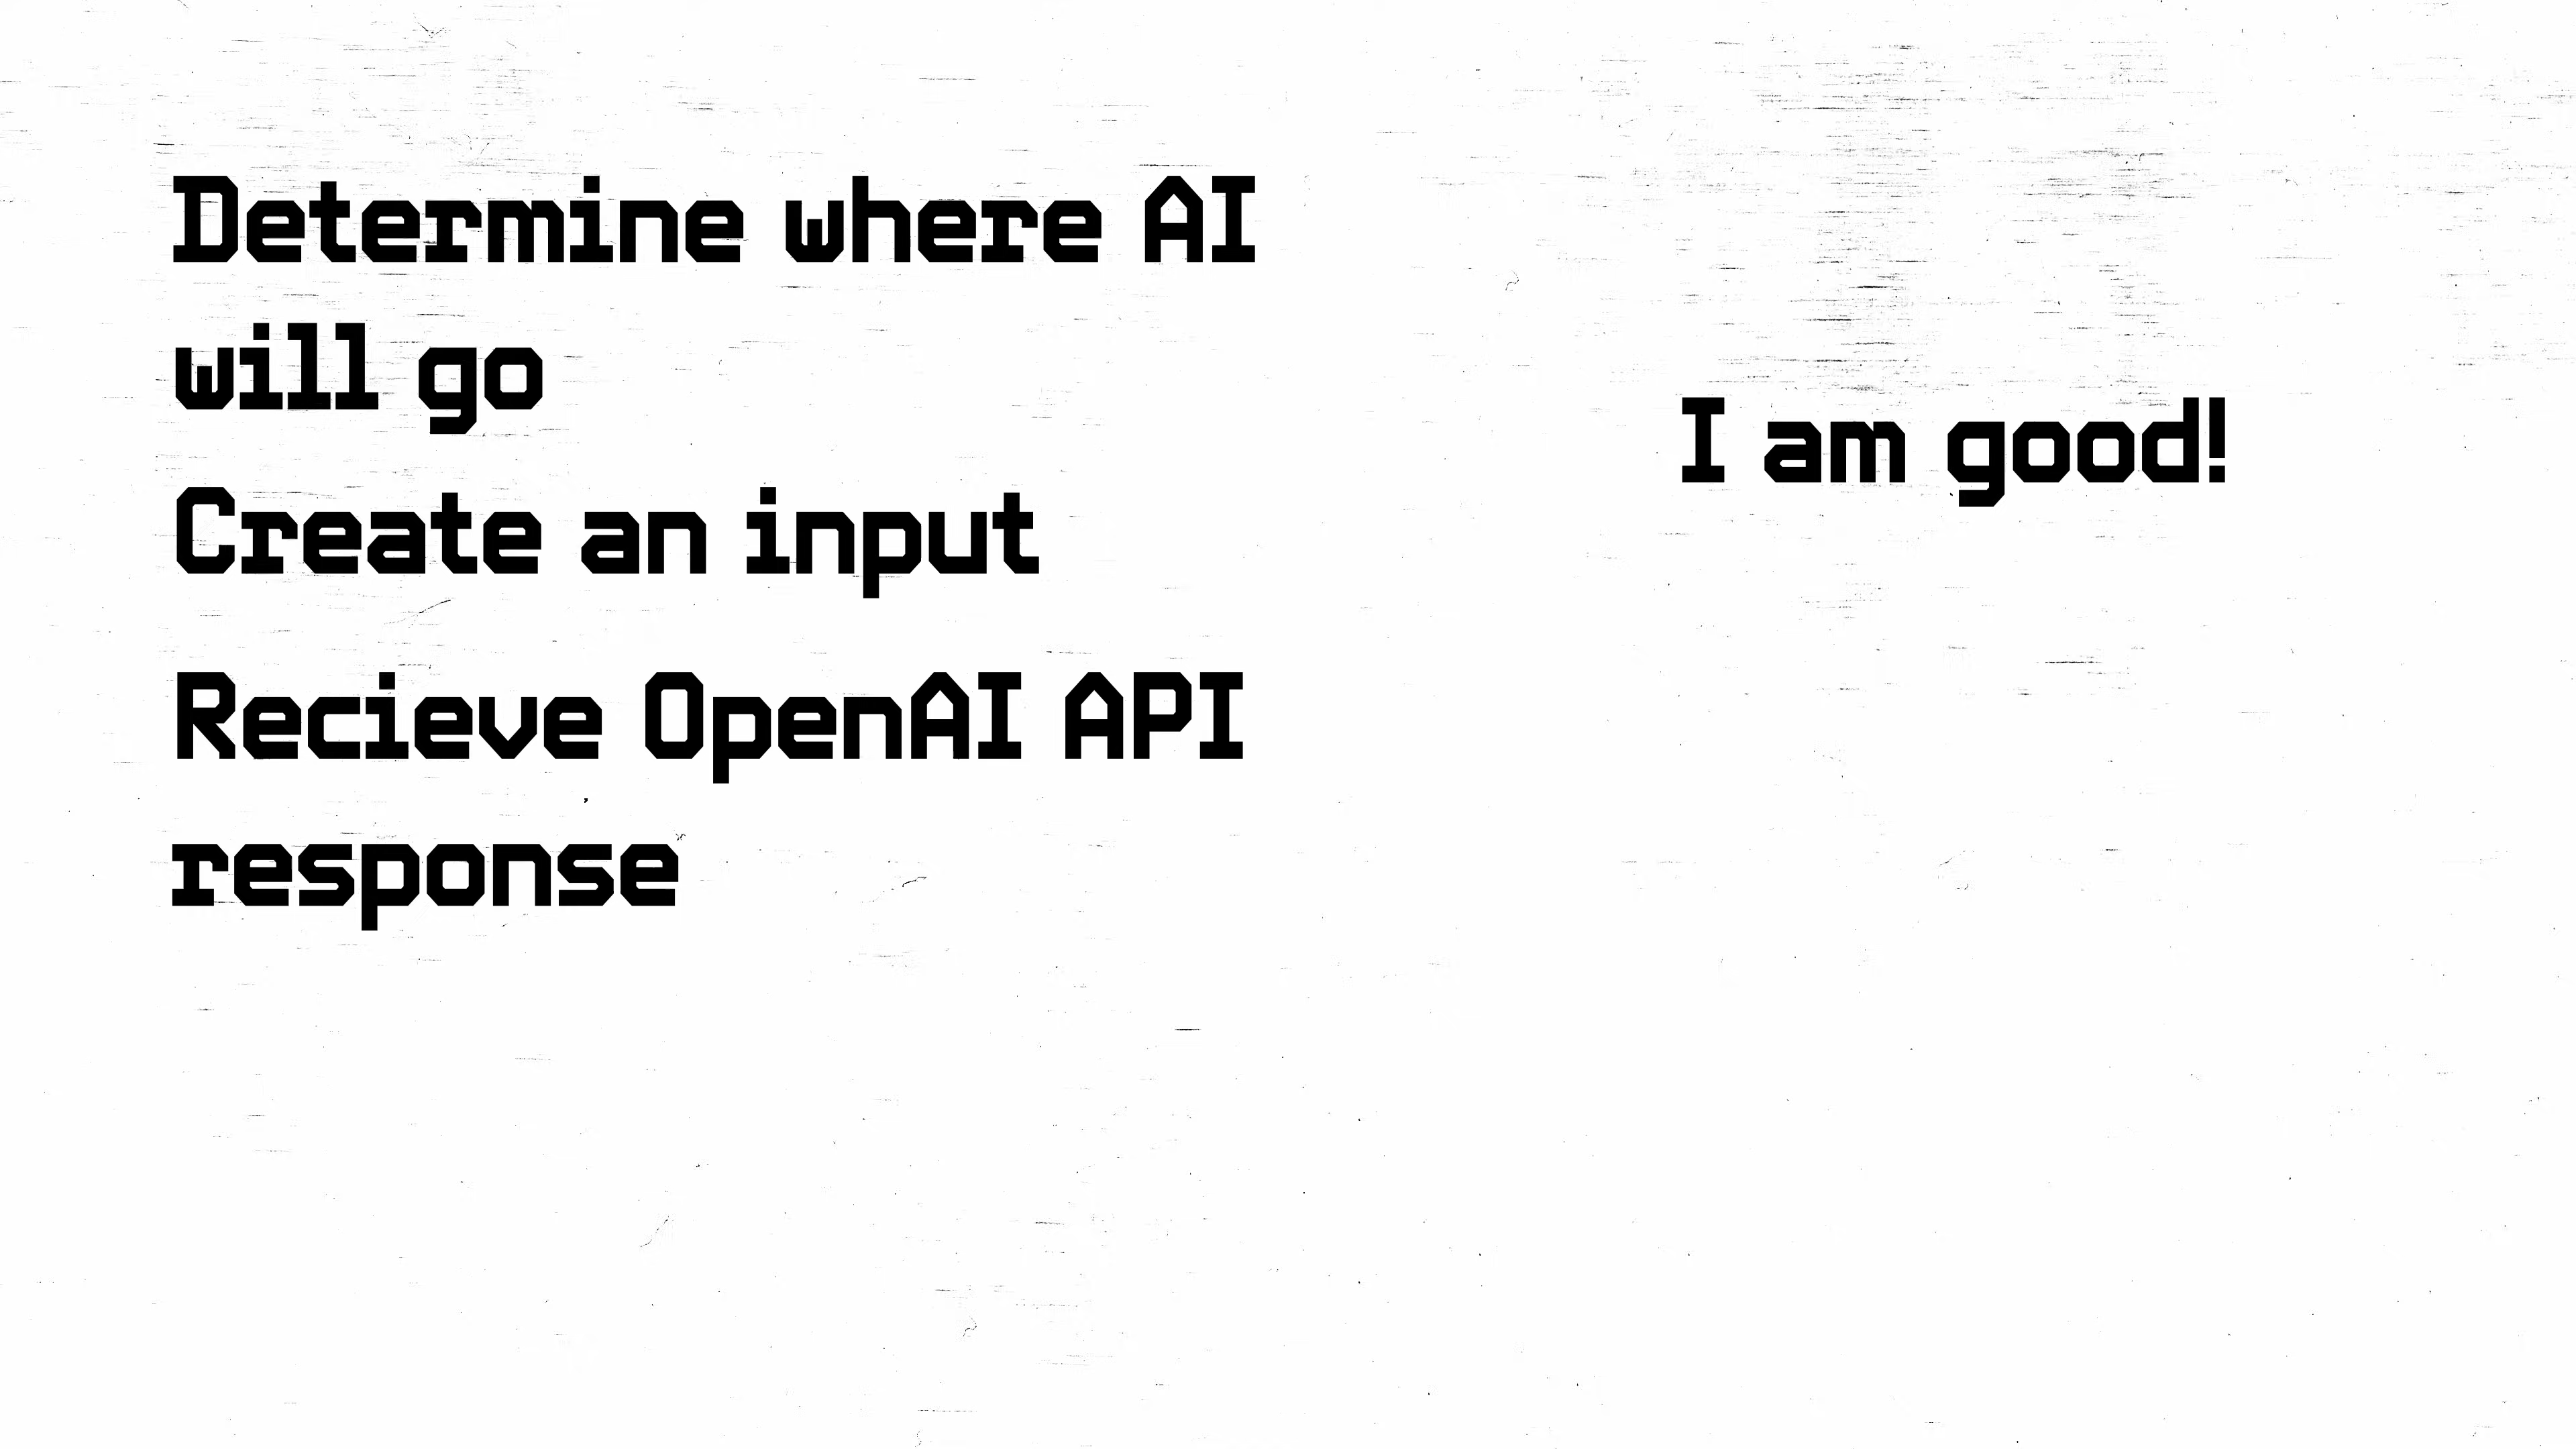 Determine where AI
will go
Create an input
Recieve OpenAI API
response
I am good!